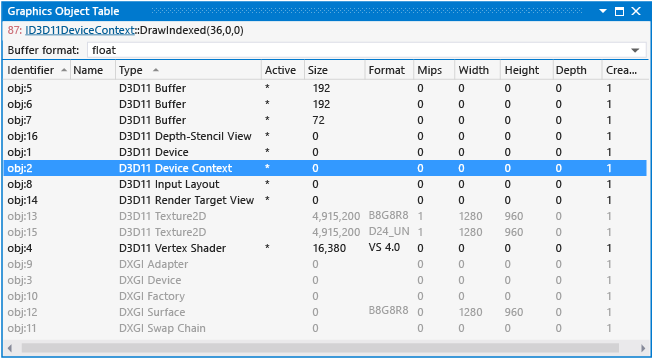 Graphics Object Table
87: ID3D11DeviceContext::DrawIndexed(36,0,0)
Buffer format: float
Identifier Name Type Active Size Format Mips Width Height Depth Crea...
obj:5 D3D11 Buffer * 192 0 0 0 0 1
obj:6 D3D11 Buffer * 192 0 0 0 0 1
obj:7 D3D11 Buffer * 72 0 0 0 0 1
obj:16 D3D11 Depth-Stencil View * 0 0 0 0 0 1
obj:1 D3D11 Device * 0 0 0 0 0 1
obj:2 D3D11 Device Context * 0 0 0 0 0 1
obj:8 D3D11 Input Layout * 0 0 0 0 0 1
obj:14 D3D11 Render Target View * 0 0 0 0 0 1
obj:13 D3D11 Texture2D 4,915,200 B8G8R8 1 1280 960 0 1
obj:15 D3D11 Texture2D 4,915,200 D24_UN 1 1280 960 0 1
obj:4 D3D11 Vertex Shader * 16,380 VS 4.0 0 0 0 0 1
obj:9 DXGI Adapter 0 0 0 0 0 1
obj:3 DXGI Device 0 0 0 0 0 1
obj:10 DXGI Factory 0 0 0 0 0 1
obj:12 DXGI Surface 0 B8G8R8 0 1280 960 0 1
obj:11 DXGI Swap Chain 0 0 0 0 0 1